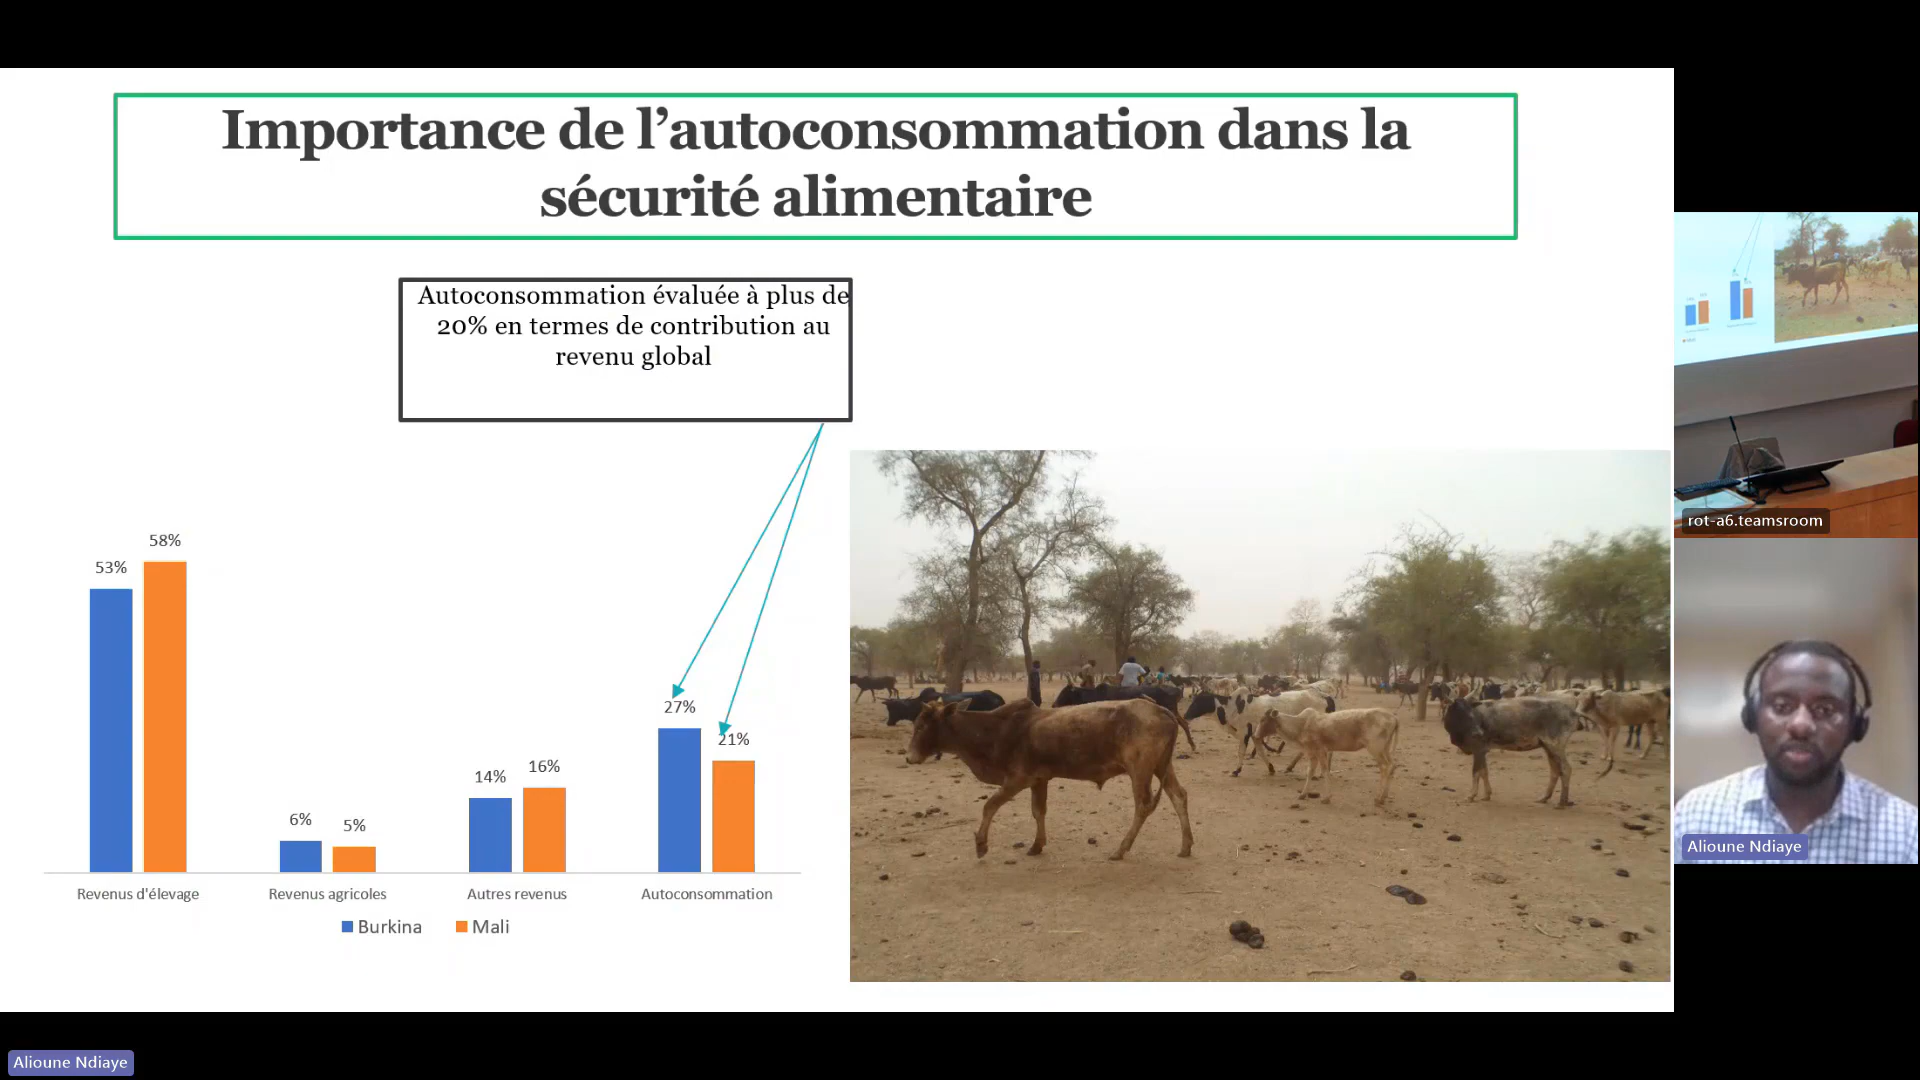 Importance de l’autoconsommation dans la
sécurité alimentaire
Autoconsommation évaluée à plus de
20% en termes de contribution au
revenu global
53%
58%
6%
5%
14%
16%
27%
21%
Revenus d'élevage
Revenus agricoles
Autres revenus
Autoconsommation
Burkina
Mali
rot-a6.teamsroom
Alioune Ndiaye
Alioune Ndiaye